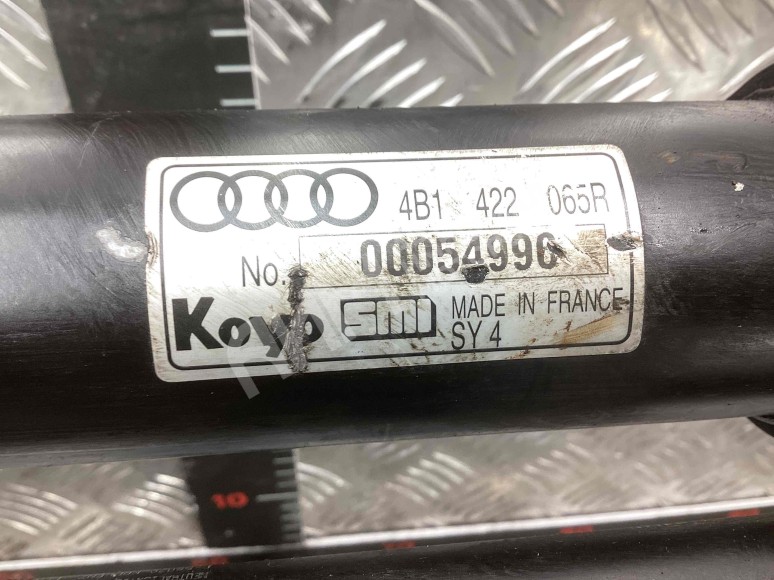 4B1 422 065R
No. 00054996
Koyo smi MADE IN FRANCE
SY 4
10